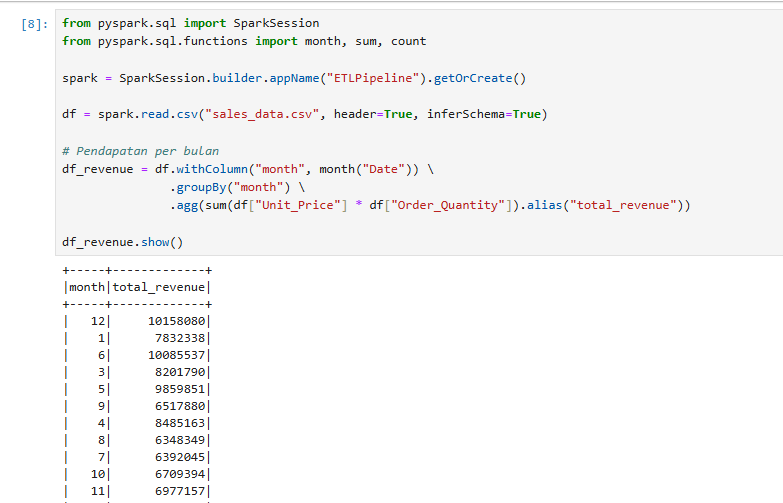 [8]: from pyspark.sql import SparkSession
from pyspark.sql.functions import month, sum, count
spark = SparkSession.builder.appName("ETLPipeline").getOrCreate()
df = spark.read.csv("sales_data.csv", header=True, inferSchema=True)
# Pendapatan per bulan
df_revenue = df.withColumn("month", month("Date")) \
.groupBy("month") \
.agg(sum(df["Unit_Price"] * df["Order_Quantity"]).alias("total_revenue"))
df_revenue.show()
+-----+-------------+
|month|total_revenue|
+-----+-------------+
|   12|     10158080|
|    1|      7832338|
|    6|     10085537|
|    3|      8201790|
|    5|      9859851|
|    9|      6517880|
|    4|      8485163|
|    8|      6348349|
|    7|      6392045|
|   10|      6709394|
|   11|      6977157|